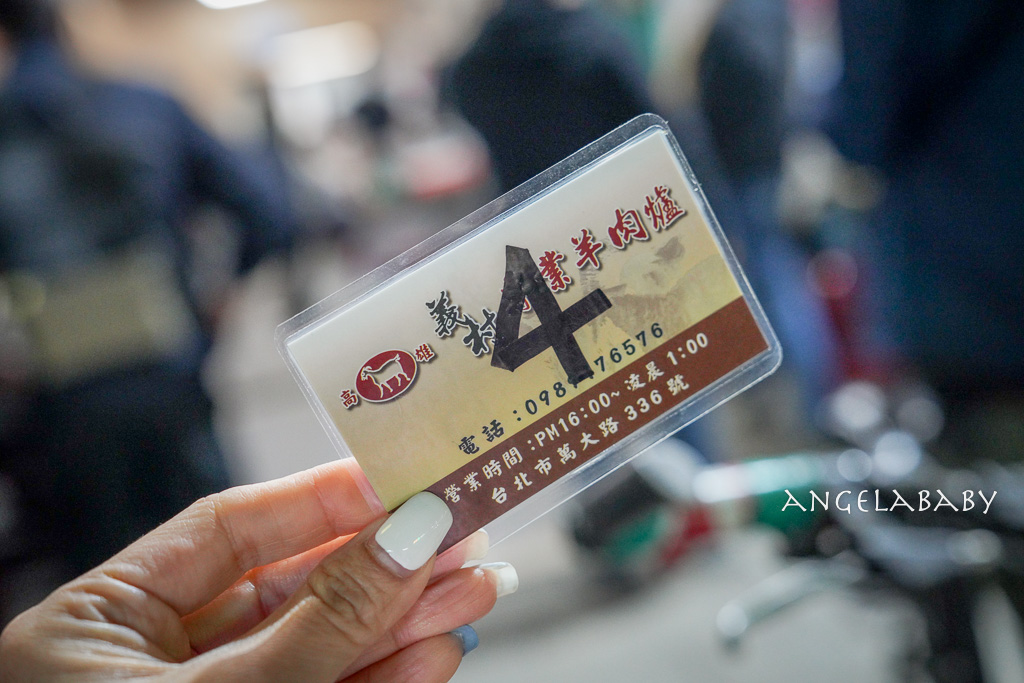 高雄
義村 業羊肉爐
4
電話:098 76576
營業時間:PM16:00~凌晨1:00
台北市萬大路336號
ANGELABABY